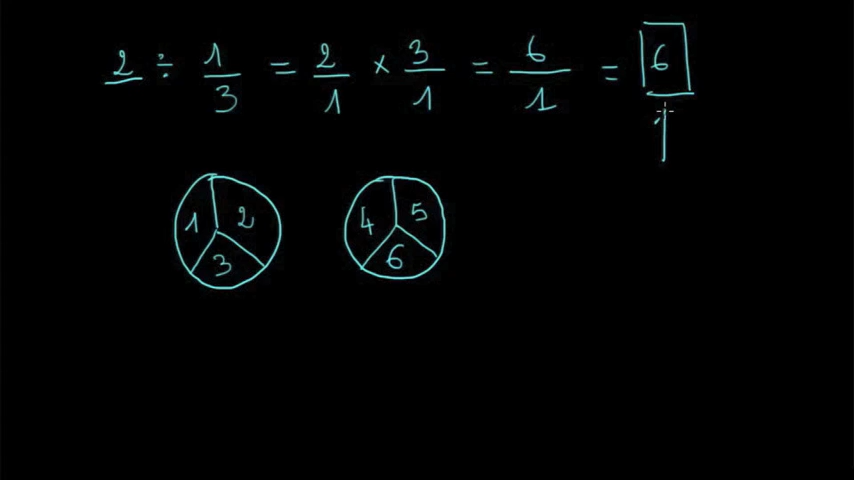 2 ÷ 1/3 = 2/1 × 3/1 = 6/1 = 6
1 2 4 5
3 6